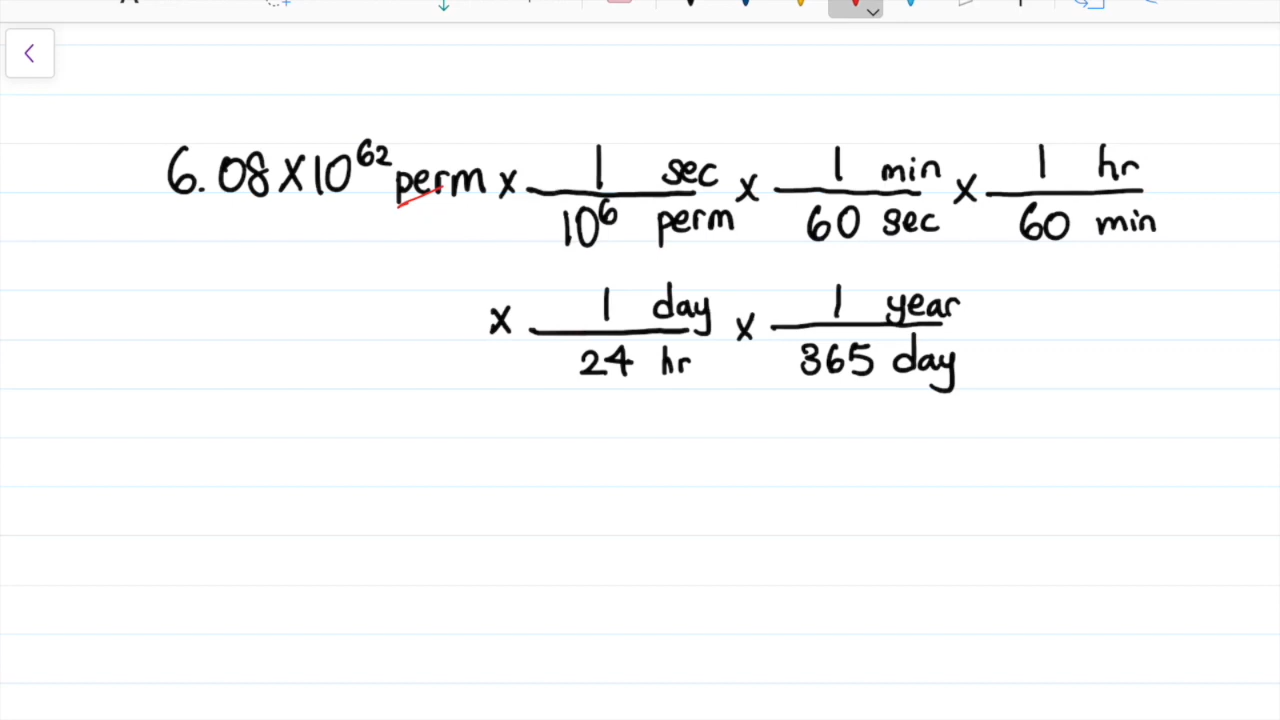 6.08 × 10^62 perm × 1 sec / 10^6 perm × 1 min / 60 sec × 1 hr / 60 min
× 1 day / 24 hr × 1 year / 365 day